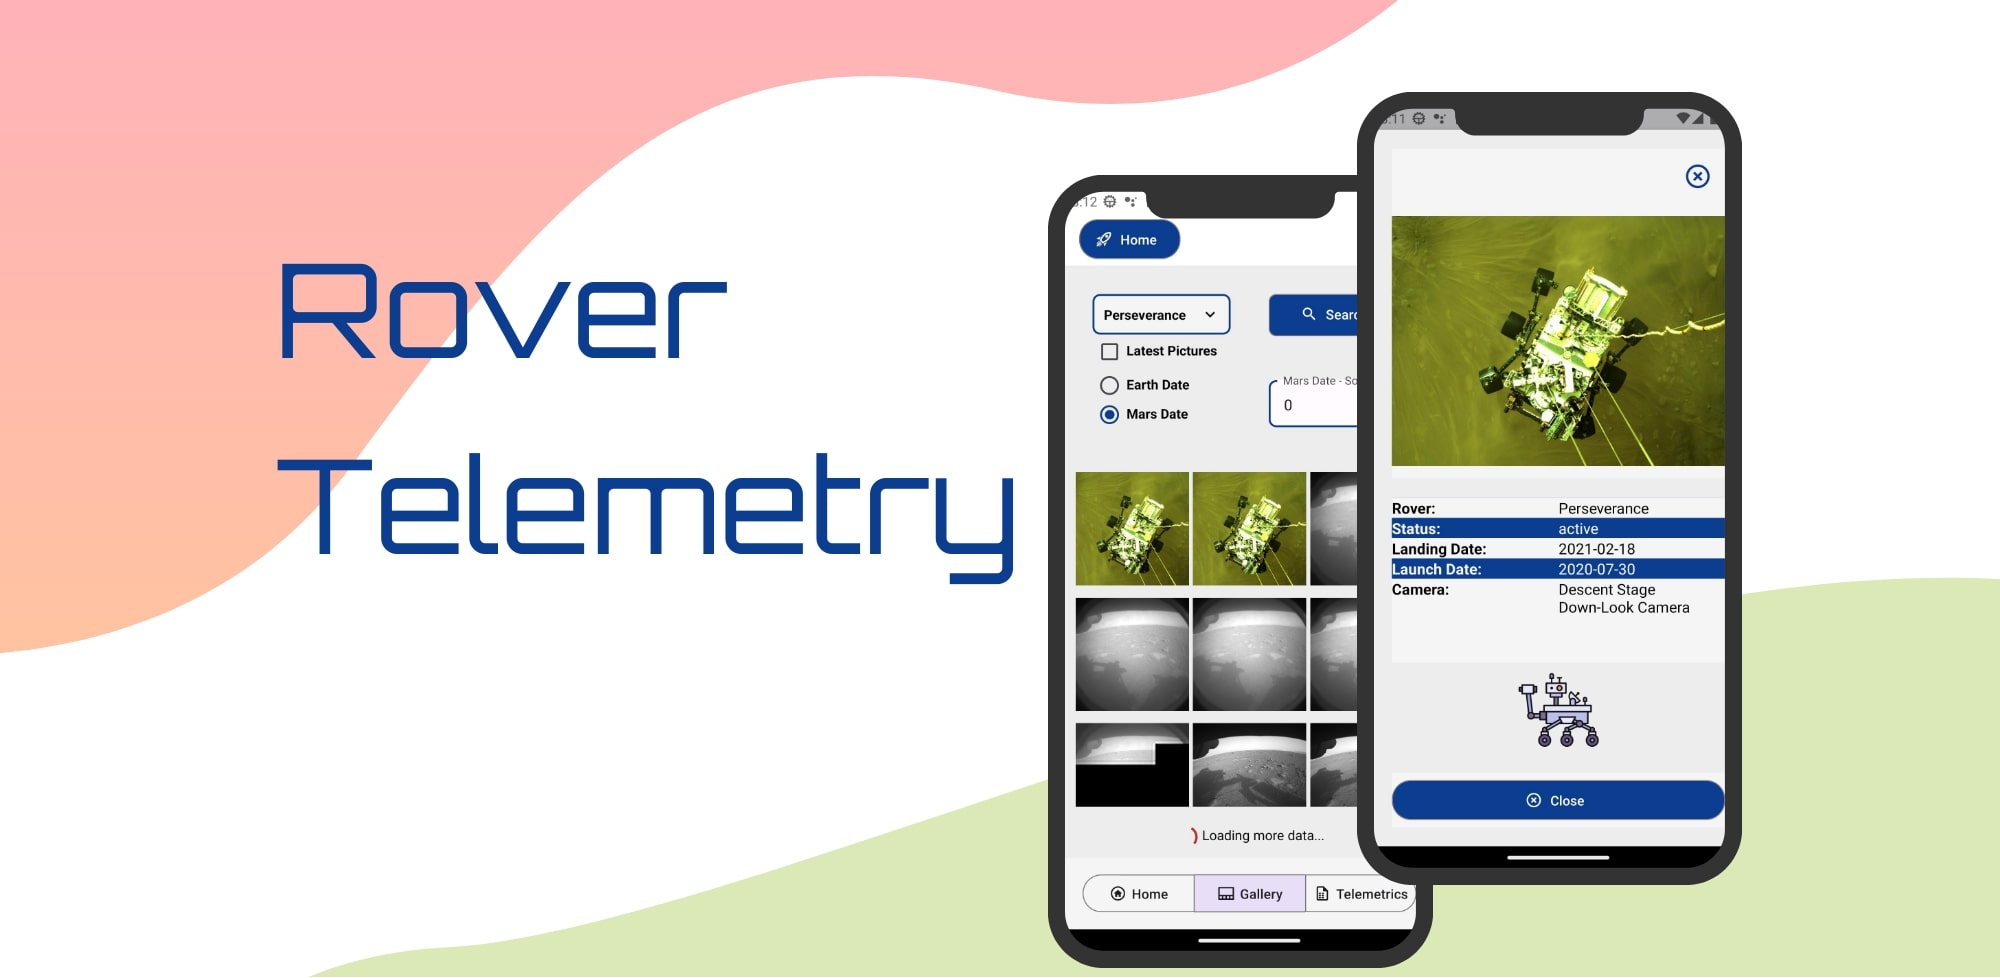 Rover
Telemetry
:12
Home
Perseverance
Latest Pictures
Earth Date
Mars Date
Mars Date - So
0
Loading more data...
Home
Gallery
Telemetrics
:11
Rover: Perseverance
Status: active
Landing Date: 2021-02-18
Launch Date: 2020-07-30
Camera: Descent Stage
Down-Look Camera
Close